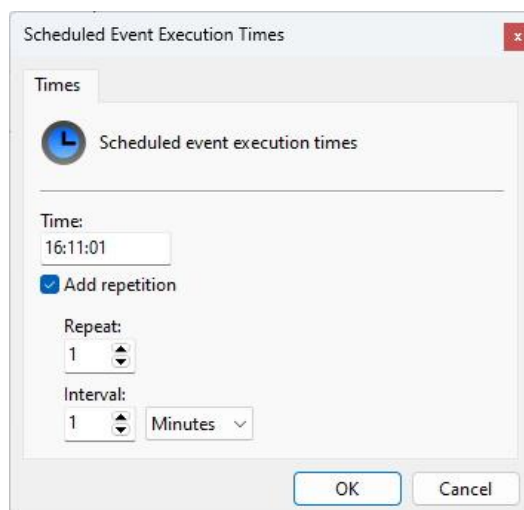 Scheduled Event Execution Times
x
Times
Scheduled event execution times
Time:
16:11:01
Add repetition
Repeat:
1
Interval:
1 Minutes
OK Cancel